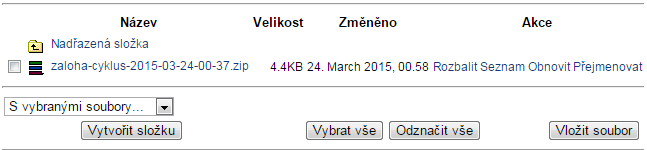 Název Velikost Změněno Akce
Nadřazená složka
zaloha-cyklus-2015-03-24-00-37.zip 4.4KB 24. March 2015, 00.58 Rozbalit Seznam Obnovit Přejmenovat
S vybranými soubory...
Vytvořit složku Vybrat vše Odznačit vše Vložit soubor